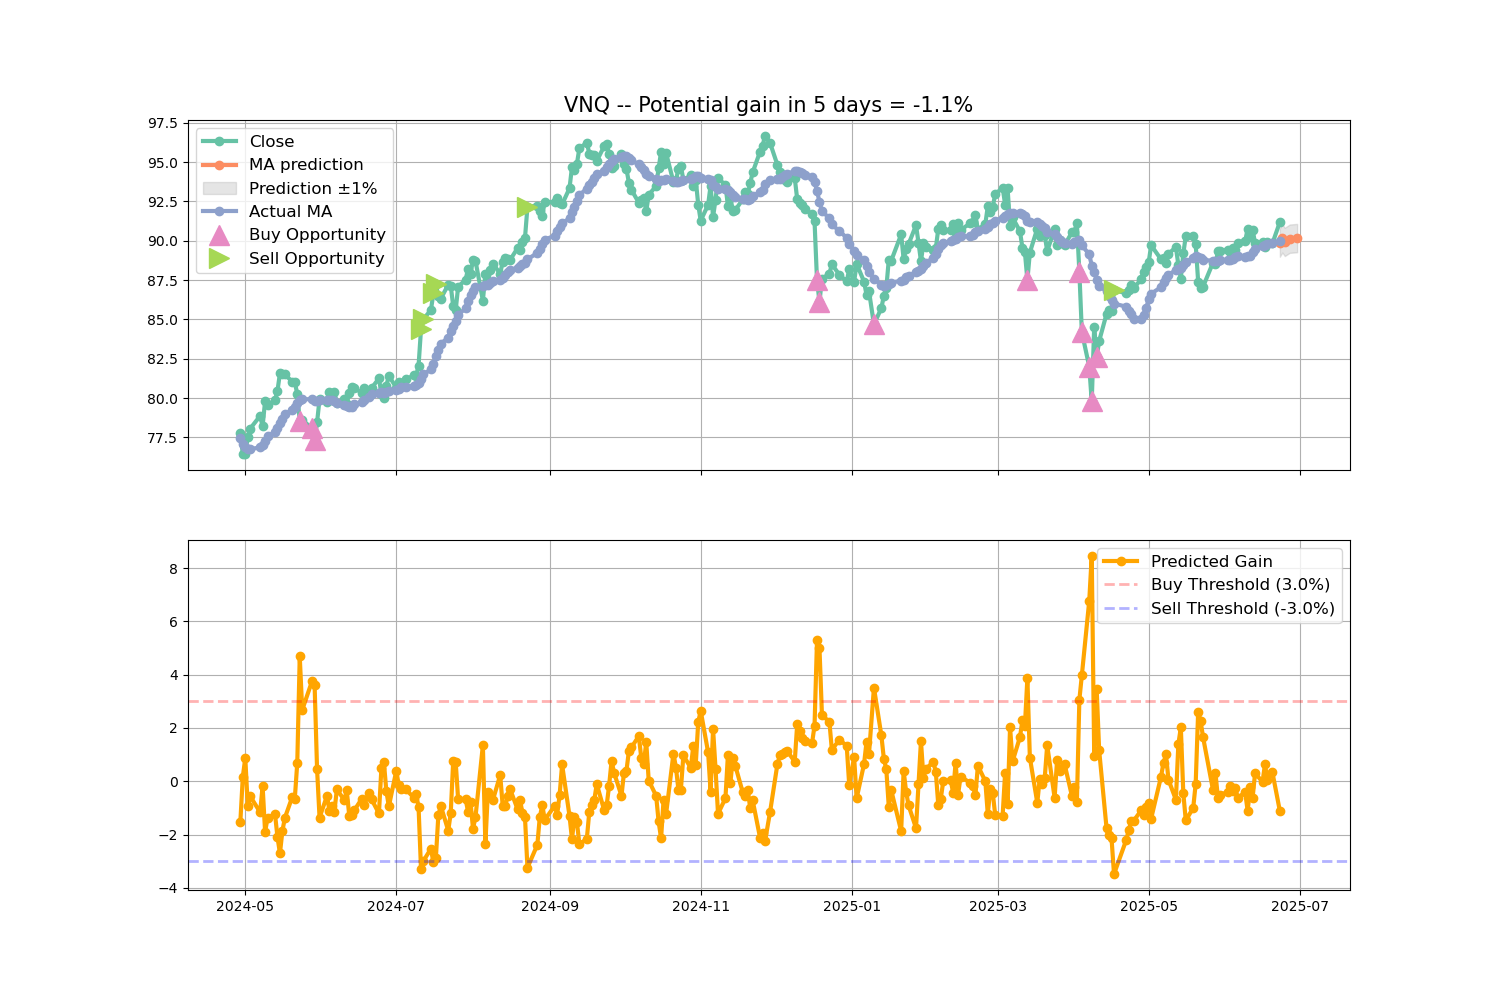 VNQ -- Potential gain in 5 days = -1.1%
97.5
95.0
92.5
90.0
87.5
85.0
82.5
80.0
77.5
Close
MA prediction
Prediction ±1%
Actual MA
Buy Opportunity
Sell Opportunity
8
6
4
2
0
−2
−4
Predicted Gain
Buy Threshold (3.0%)
Sell Threshold (-3.0%)
2024-05
2024-07
2024-09
2024-11
2025-01
2025-03
2025-05
2025-07